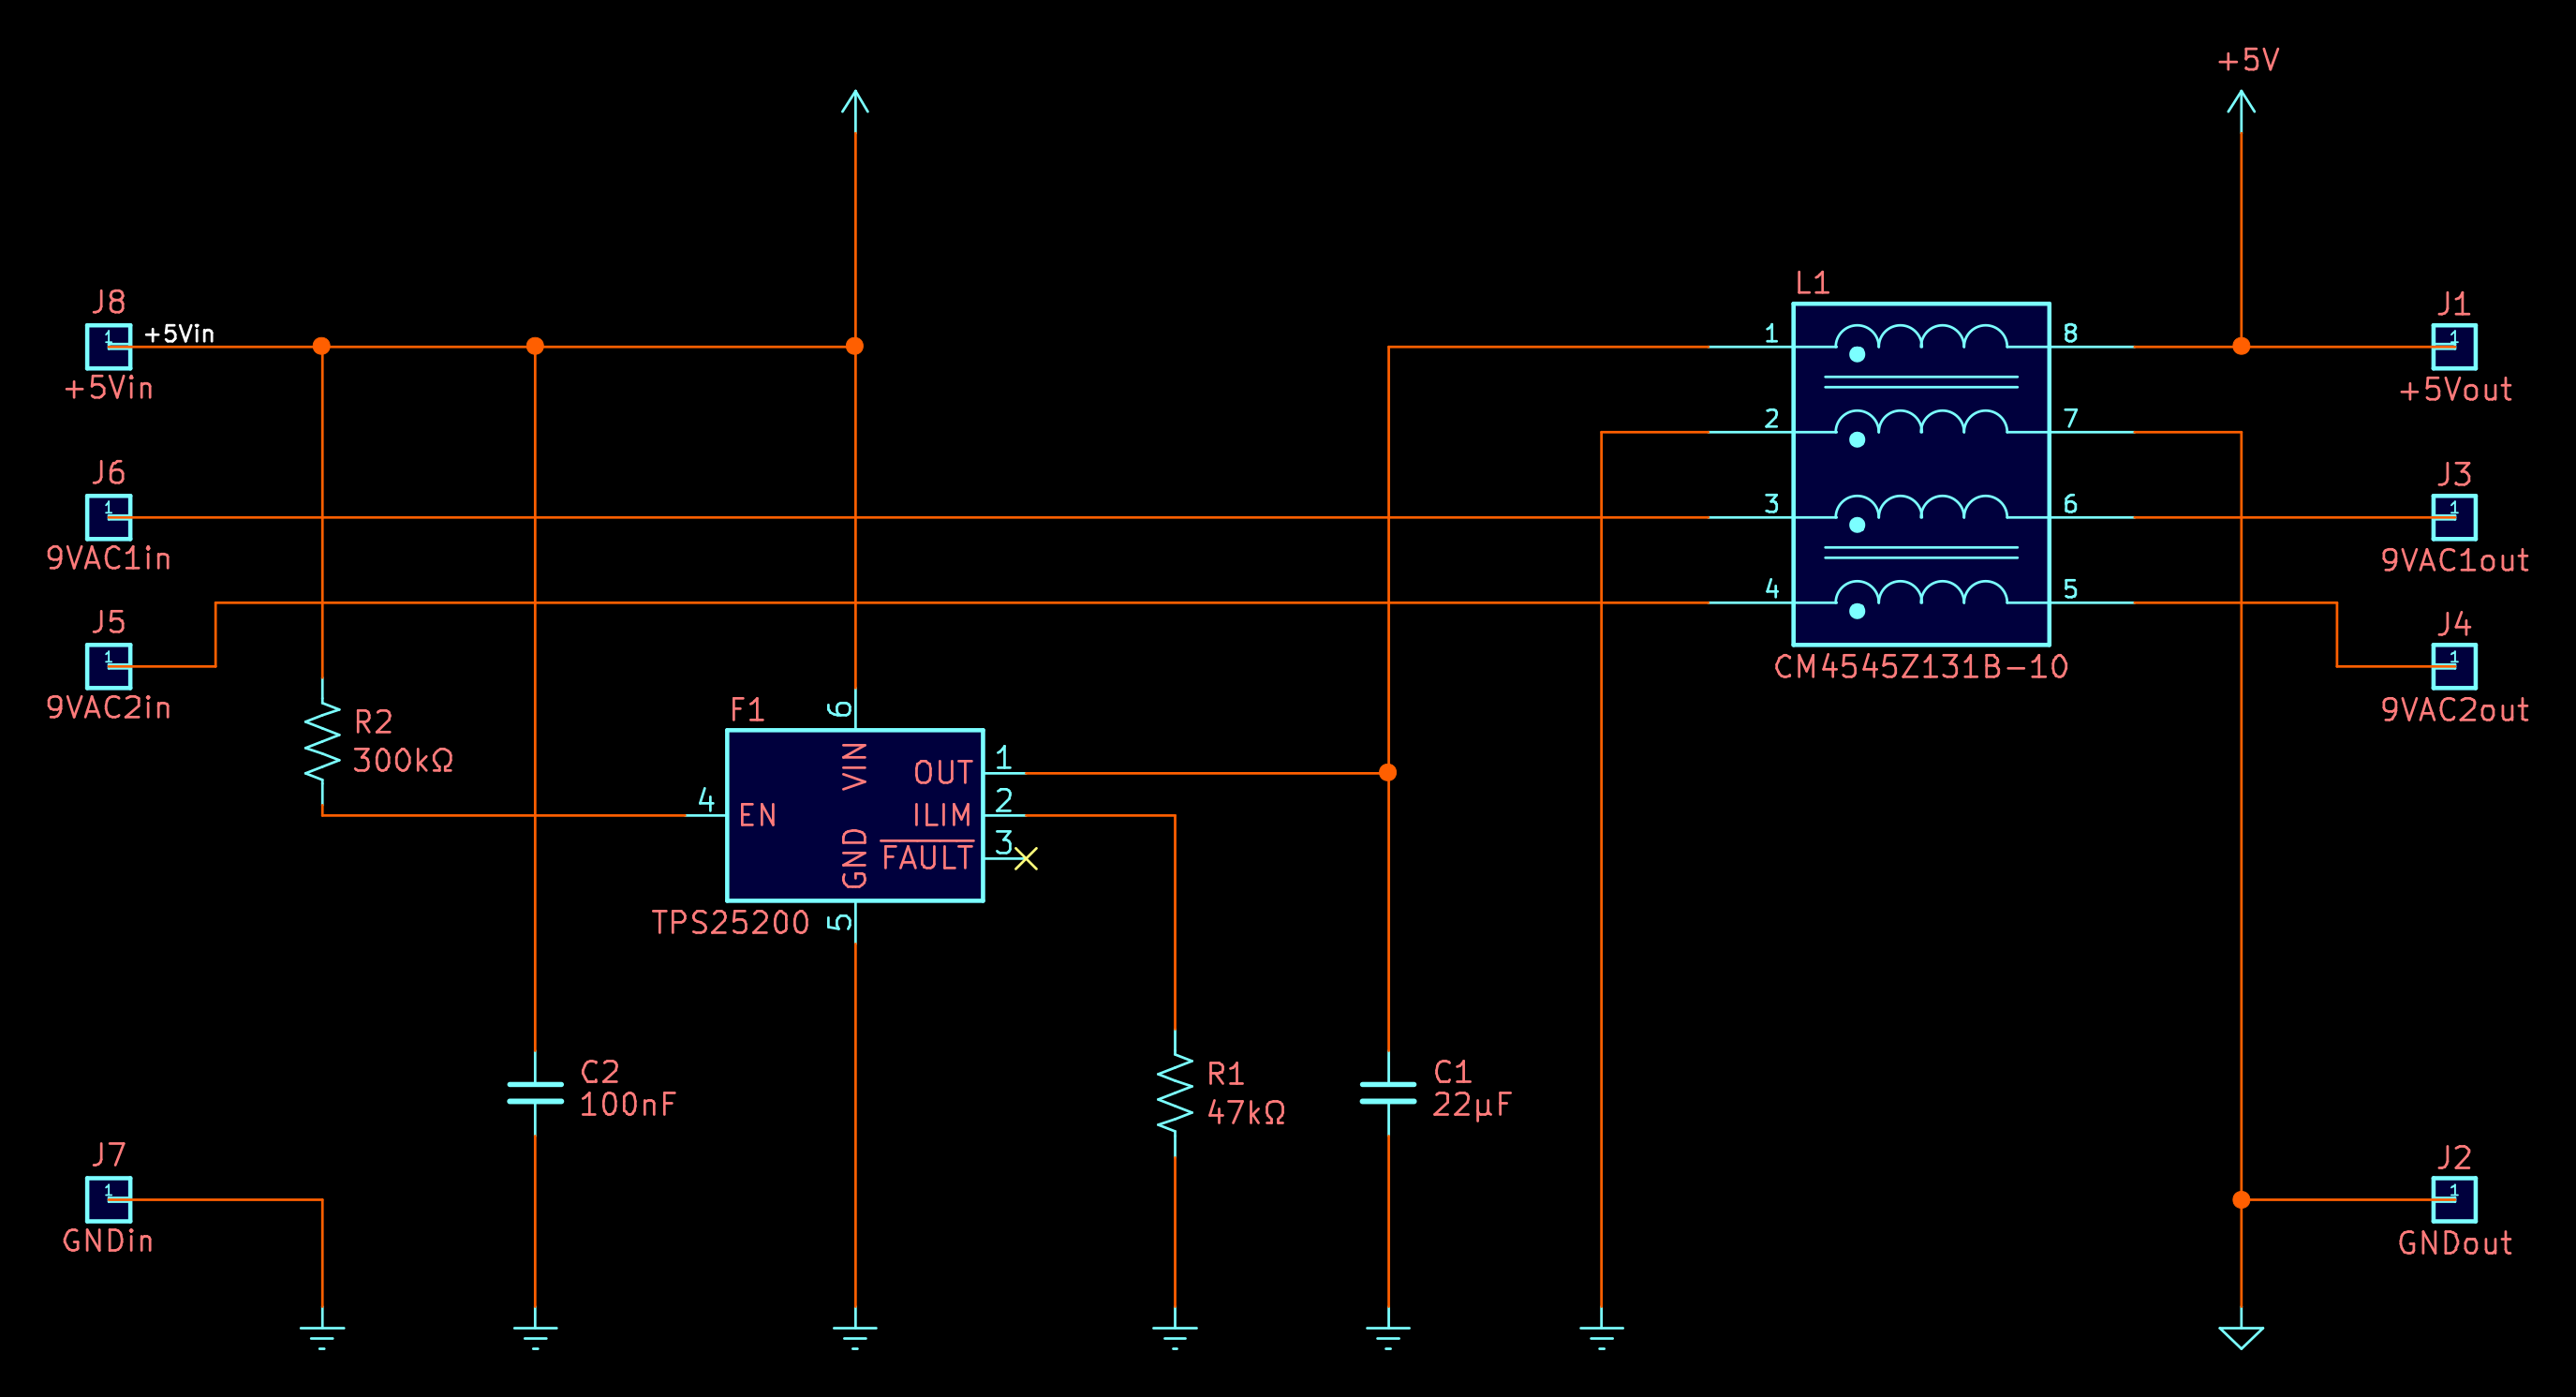 +5V
L1
J8
+5Vin
+5Vin
1
1
8
J1
1
+5Vout
2
7
J6
1
9VAC1in
3
6
J3
1
9VAC1out
4
5
J5
1
9VAC2in
J4
1
9VAC2out
CM4545Z131B-10
R2
300kΩ
F1
6
VIN
OUT
1
4
EN
ILIM
2
GND
FAULT
3
TPS25200
5
C2
100nF
R1
47kΩ
C1
22µF
J7
1
GNDin
J2
1
GNDout